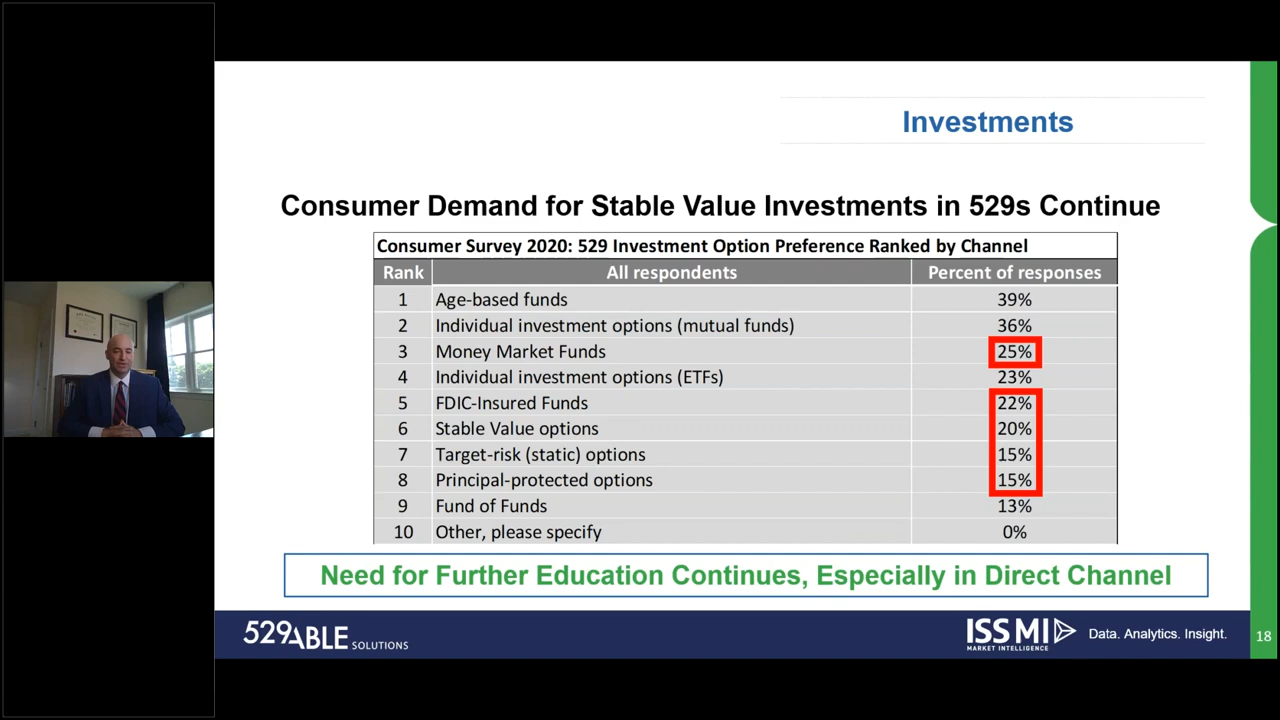 Investments
Consumer Demand for Stable Value Investments in 529s Continue
Consumer Survey 2020: 529 Investment Option Preference Ranked by Channel
Rank All respondents Percent of responses
1 Age-based funds 39%
2 Individual investment options (mutual funds) 36%
3 Money Market Funds 25%
4 Individual investment options (ETFs) 23%
5 FDIC-Insured Funds 22%
6 Stable Value options 20%
7 Target-risk (static) options 15%
8 Principal-protected options 15%
9 Fund of Funds 13%
10 Other, please specify 0%
Need for Further Education Continues, Especially in Direct Channel
529ABLE SOLUTIONS
ISS MI
MARKET INTELLIGENCE
Data. Analytics. Insight.
18